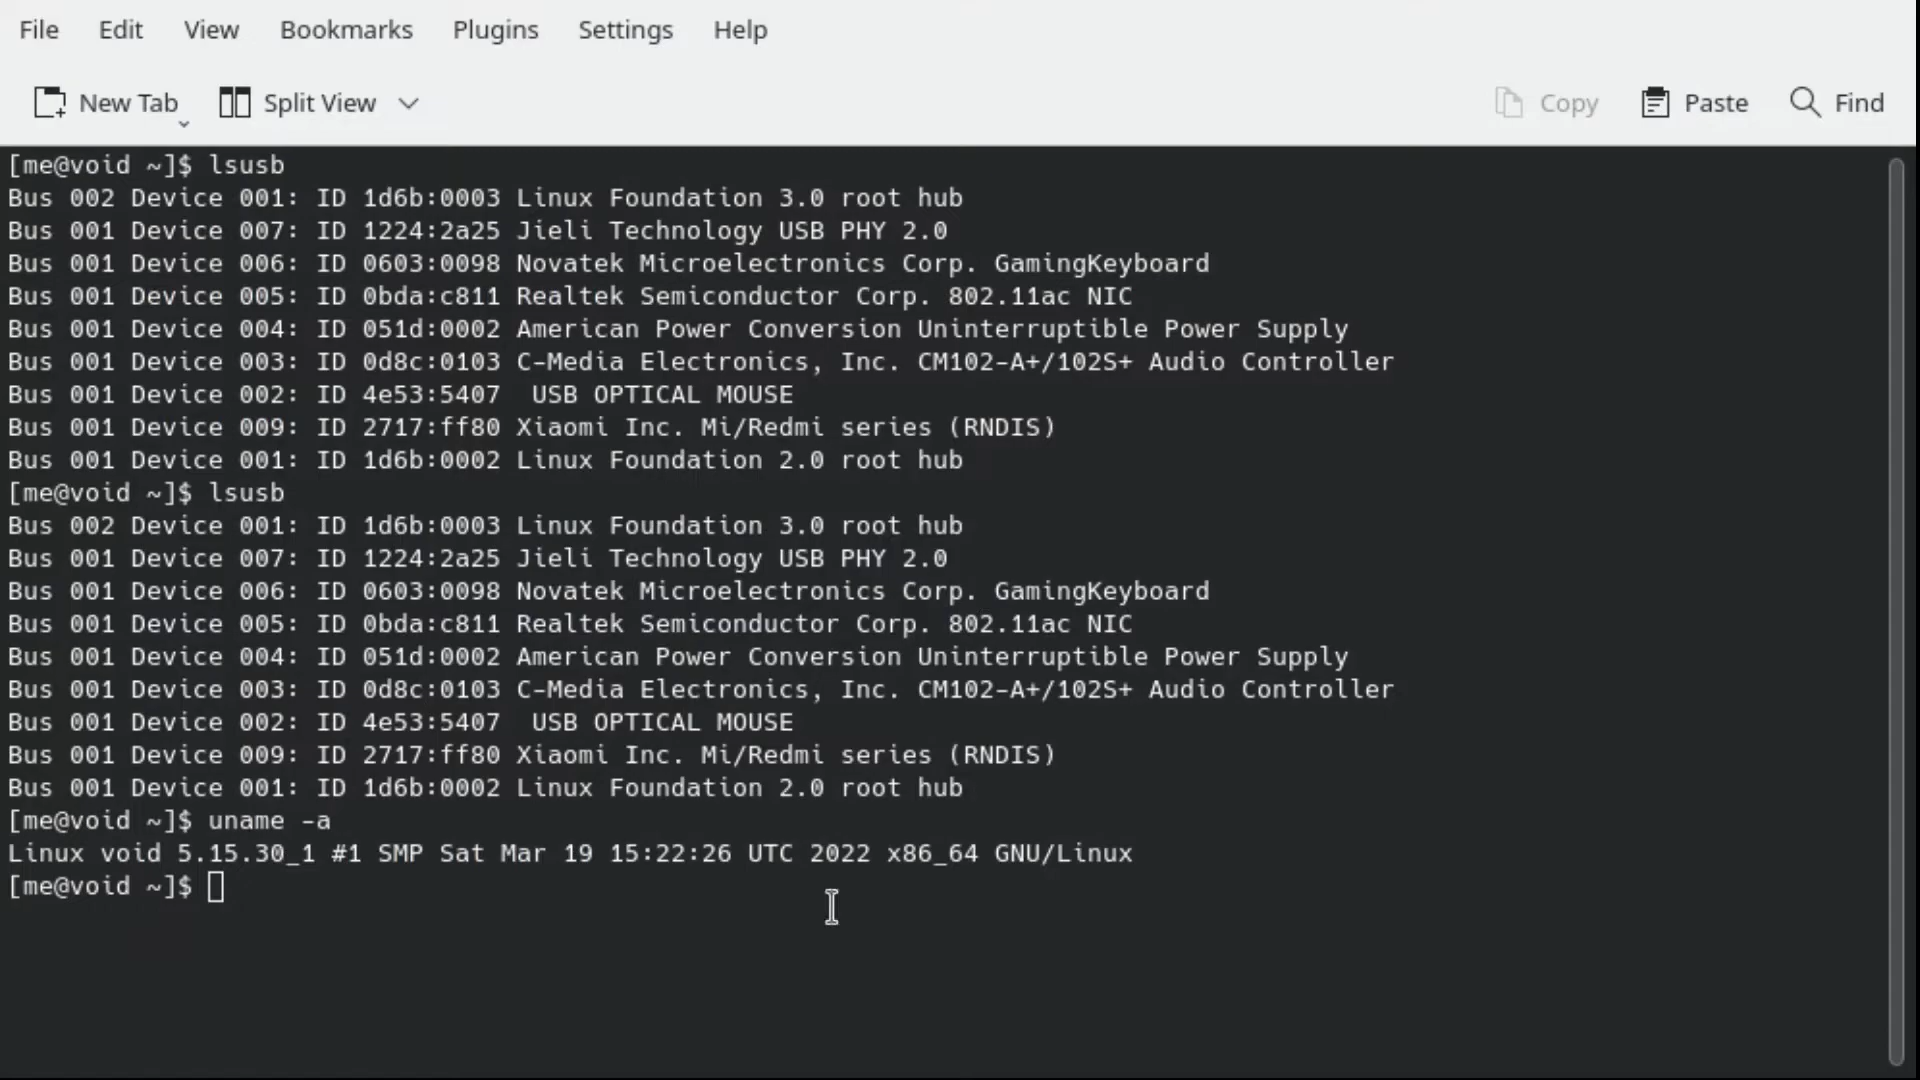 File Edit View Bookmarks Plugins Settings Help
New Tab Split View Copy Paste Find
[me@void ~]$ lsusb
Bus 002 Device 001: ID 1d6b:0003 Linux Foundation 3.0 root hub
Bus 001 Device 007: ID 1224:2a25 Jieli Technology USB PHY 2.0
Bus 001 Device 006: ID 0603:0098 Novatek Microelectronics Corp. GamingKeyboard
Bus 001 Device 005: ID 0bda:c811 Realtek Semiconductor Corp. 802.11ac NIC
Bus 001 Device 004: ID 051d:0002 American Power Conversion Uninterruptible Power Supply
Bus 001 Device 003: ID 0d8c:0103 C-Media Electronics, Inc. CM102-A+/102S+ Audio Controller
Bus 001 Device 002: ID 4e53:5407  USB OPTICAL MOUSE
Bus 001 Device 009: ID 2717:ff80 Xiaomi Inc. Mi/Redmi series (RNDIS)
Bus 001 Device 001: ID 1d6b:0002 Linux Foundation 2.0 root hub
[me@void ~]$ lsusb
Bus 002 Device 001: ID 1d6b:0003 Linux Foundation 3.0 root hub
Bus 001 Device 007: ID 1224:2a25 Jieli Technology USB PHY 2.0
Bus 001 Device 006: ID 0603:0098 Novatek Microelectronics Corp. GamingKeyboard
Bus 001 Device 005: ID 0bda:c811 Realtek Semiconductor Corp. 802.11ac NIC
Bus 001 Device 004: ID 051d:0002 American Power Conversion Uninterruptible Power Supply
Bus 001 Device 003: ID 0d8c:0103 C-Media Electronics, Inc. CM102-A+/102S+ Audio Controller
Bus 001 Device 002: ID 4e53:5407  USB OPTICAL MOUSE
Bus 001 Device 009: ID 2717:ff80 Xiaomi Inc. Mi/Redmi series (RNDIS)
Bus 001 Device 001: ID 1d6b:0002 Linux Foundation 2.0 root hub
[me@void ~]$ uname -a
Linux void 5.15.30_1 #1 SMP Sat Mar 19 15:22:26 UTC 2022 x86_64 GNU/Linux
[me@void ~]$